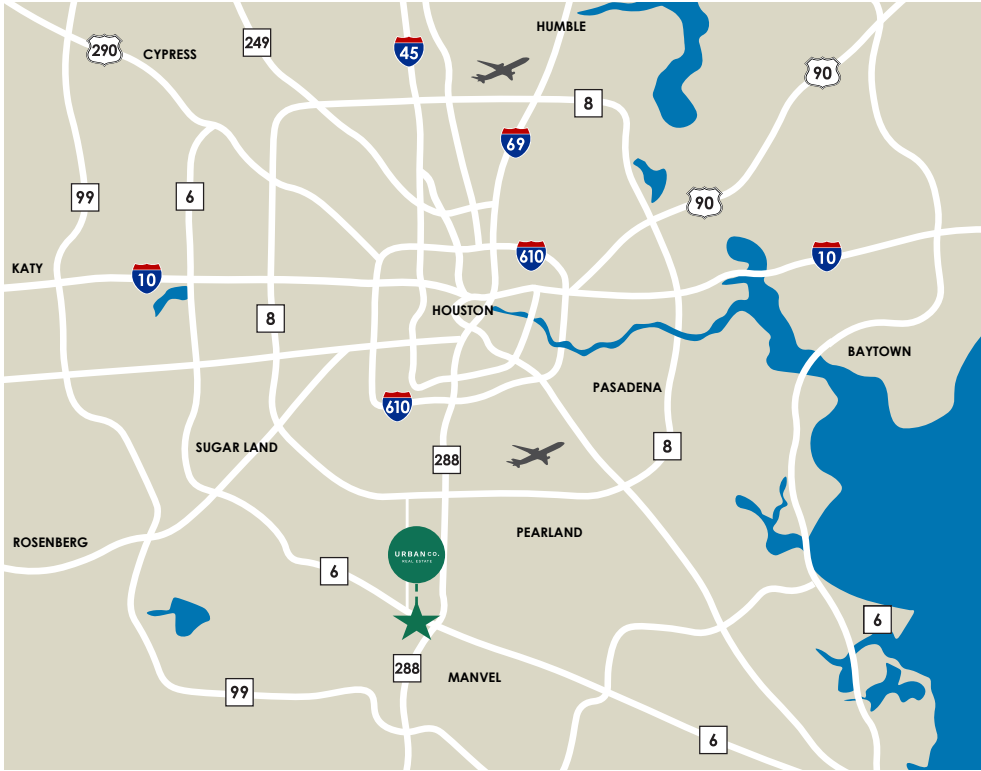 HUMBLE
290
CYPRESS
249
45
90
8
69
99
6
90
610
10
KATY
10
8
HOUSTON
BAYTOWN
PASADENA
610
SUGAR LAND
288
8
ROSENBERG
PEARLAND
URBAN CO.
REAL ESTATE
6
6
288
MANVEL
99
6